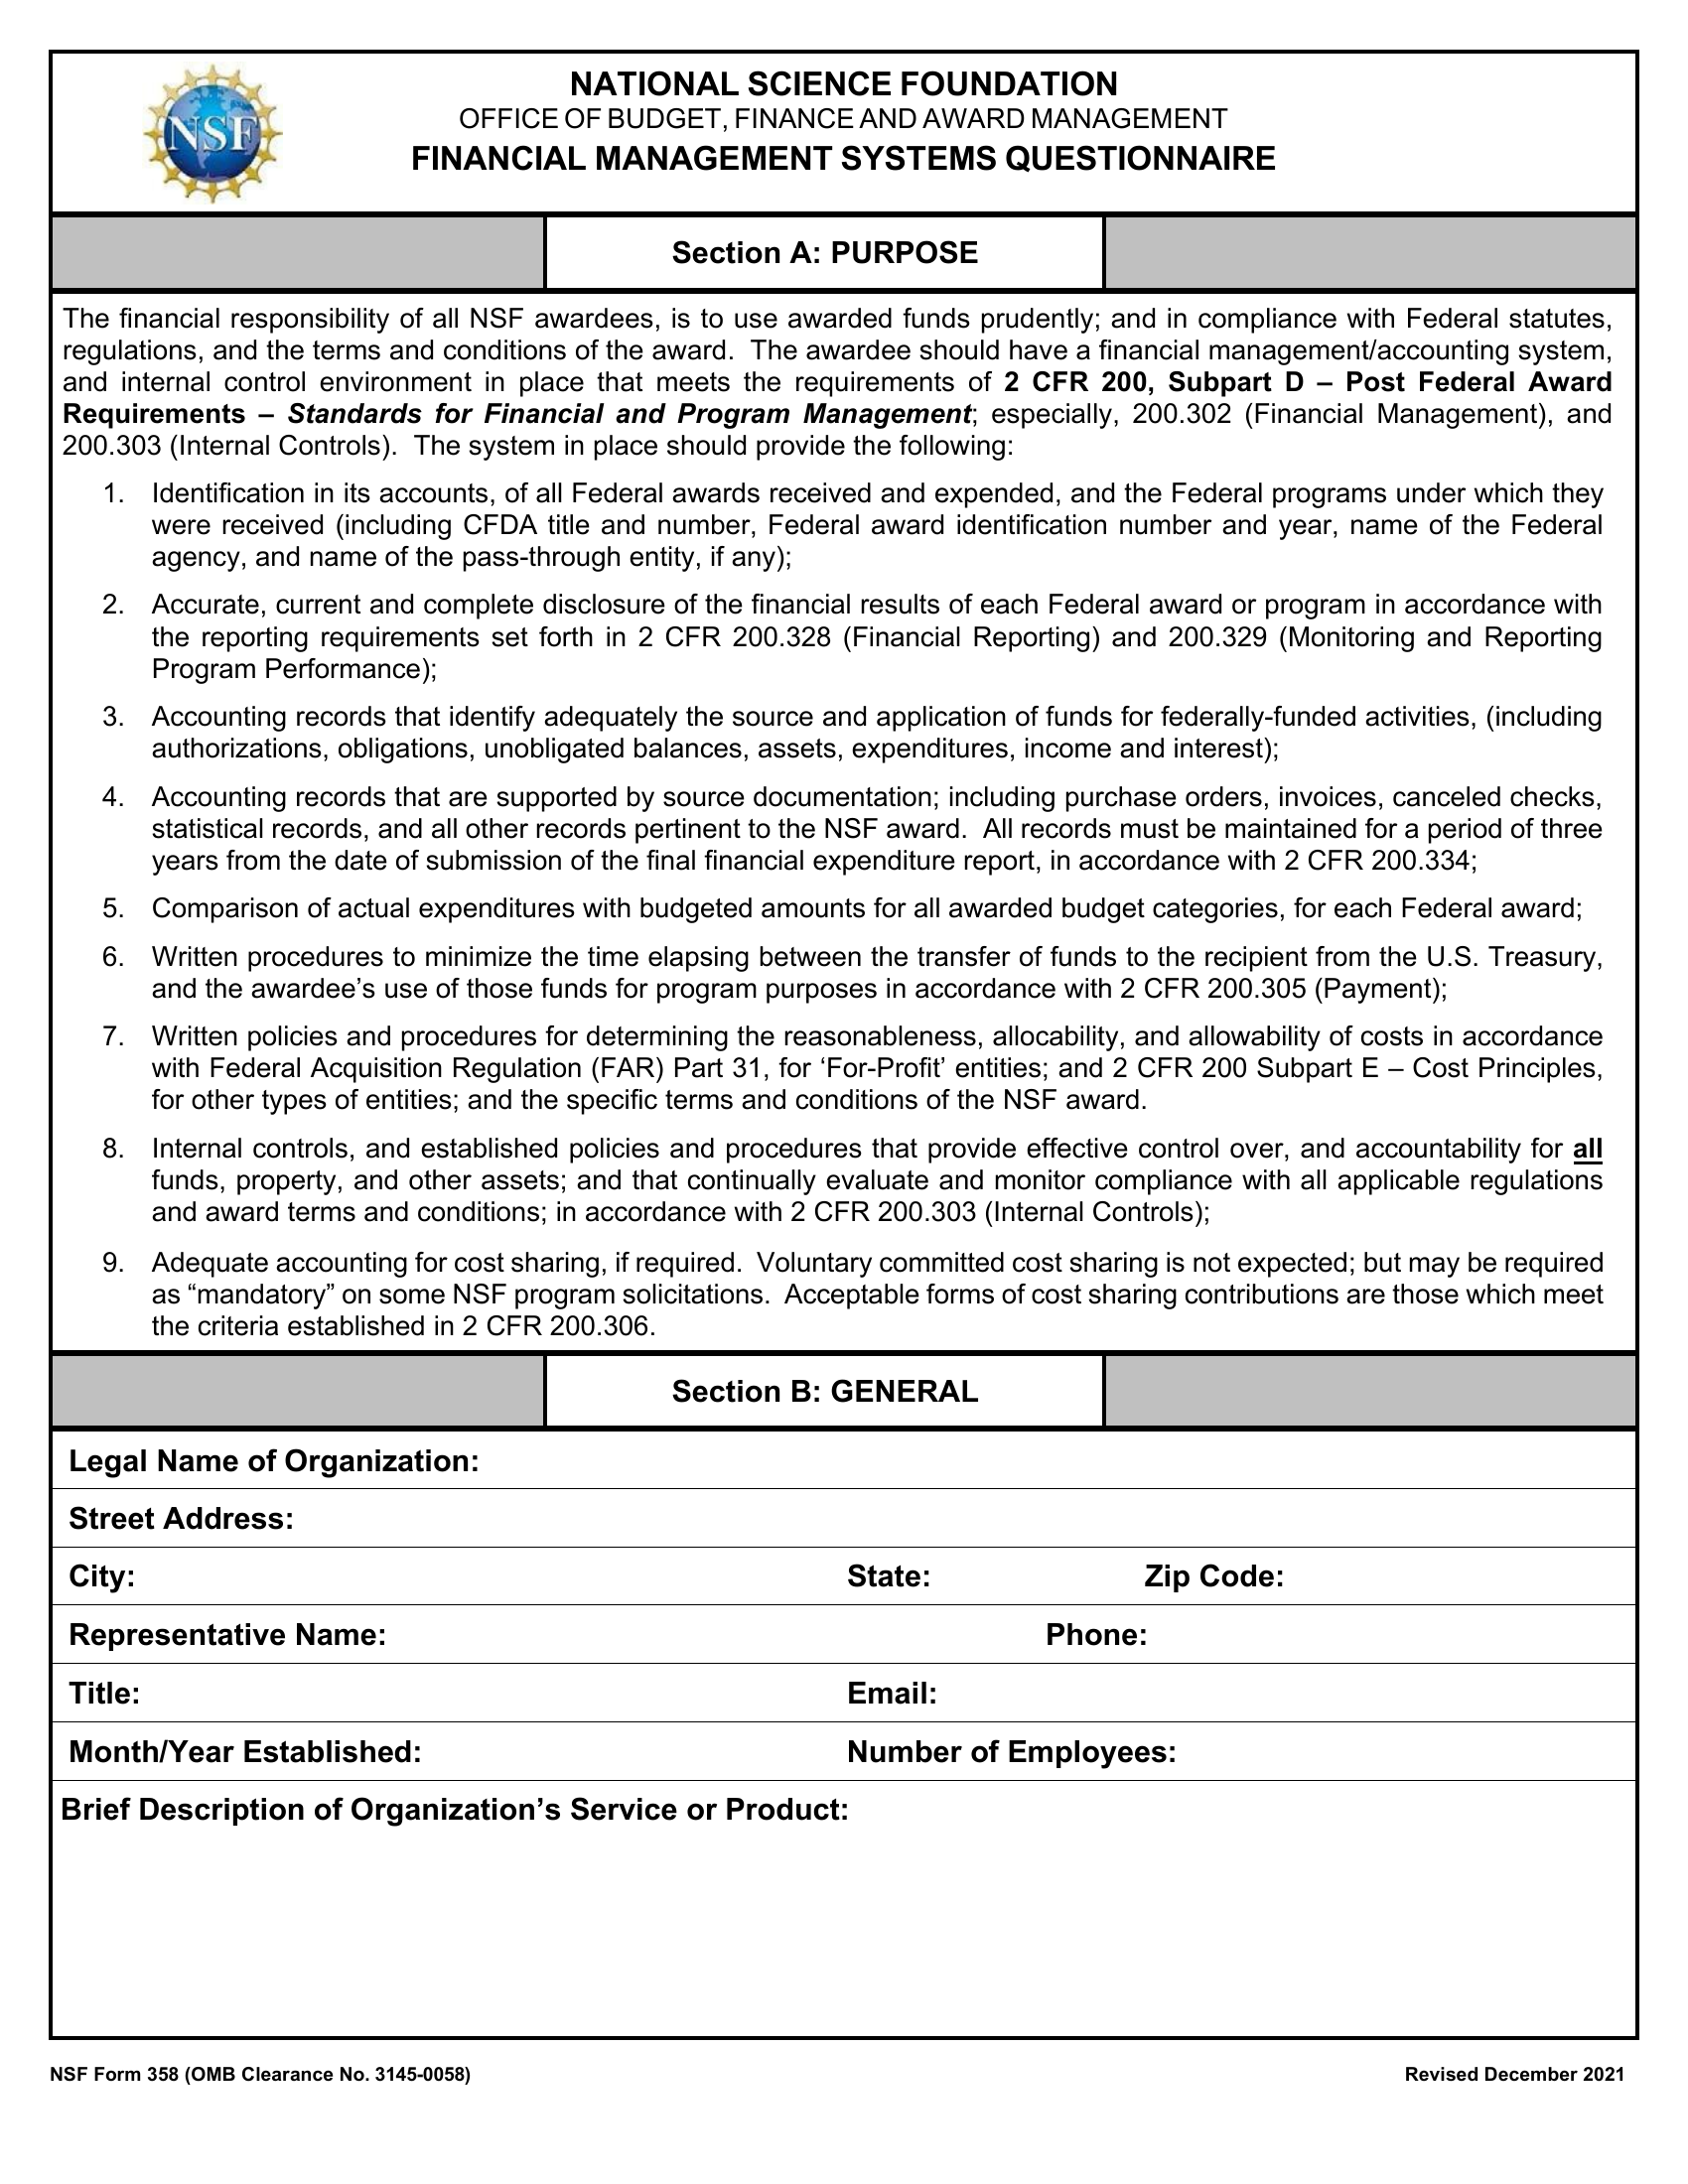 NSF
NATIONAL SCIENCE FOUNDATION
OFFICE OF BUDGET, FINANCE AND AWARD MANAGEMENT
FINANCIAL MANAGEMENT SYSTEMS QUESTIONNAIRE
Section A: PURPOSE
The financial responsibility of all NSF awardees, is to use awarded funds prudently; and in compliance with Federal statutes,
regulations, and the terms and conditions of the award. The awardee should have a financial management/accounting system,
and internal control environment in place that meets the requirements of 2 CFR 200, Subpart D – Post Federal Award
Requirements – Standards for Financial and Program Management; especially, 200.302 (Financial Management), and
200.303 (Internal Controls). The system in place should provide the following:
1. Identification in its accounts, of all Federal awards received and expended, and the Federal programs under which they
were received (including CFDA title and number, Federal award identification number and year, name of the Federal
agency, and name of the pass-through entity, if any);
2. Accurate, current and complete disclosure of the financial results of each Federal award or program in accordance with
the reporting requirements set forth in 2 CFR 200.328 (Financial Reporting) and 200.329 (Monitoring and Reporting
Program Performance);
3. Accounting records that identify adequately the source and application of funds for federally-funded activities, (including
authorizations, obligations, unobligated balances, assets, expenditures, income and interest);
4. Accounting records that are supported by source documentation; including purchase orders, invoices, canceled checks,
statistical records, and all other records pertinent to the NSF award. All records must be maintained for a period of three
years from the date of submission of the final financial expenditure report, in accordance with 2 CFR 200.334;
5. Comparison of actual expenditures with budgeted amounts for all awarded budget categories, for each Federal award;
6. Written procedures to minimize the time elapsing between the transfer of funds to the recipient from the U.S. Treasury,
and the awardee’s use of those funds for program purposes in accordance with 2 CFR 200.305 (Payment);
7. Written policies and procedures for determining the reasonableness, allocability, and allowability of costs in accordance
with Federal Acquisition Regulation (FAR) Part 31, for ‘For-Profit’ entities; and 2 CFR 200 Subpart E – Cost Principles,
for other types of entities; and the specific terms and conditions of the NSF award.
8. Internal controls, and established policies and procedures that provide effective control over, and accountability for all
funds, property, and other assets; and that continually evaluate and monitor compliance with all applicable regulations
and award terms and conditions; in accordance with 2 CFR 200.303 (Internal Controls);
9. Adequate accounting for cost sharing, if required. Voluntary committed cost sharing is not expected; but may be required
as “mandatory” on some NSF program solicitations. Acceptable forms of cost sharing contributions are those which meet
the criteria established in 2 CFR 200.306.
Section B: GENERAL
Legal Name of Organization:
Street Address:
City: State: Zip Code:
Representative Name: Phone:
Title: Email:
Month/Year Established: Number of Employees:
Brief Description of Organization’s Service or Product:
NSF Form 358 (OMB Clearance No. 3145-0058) Revised December 2021